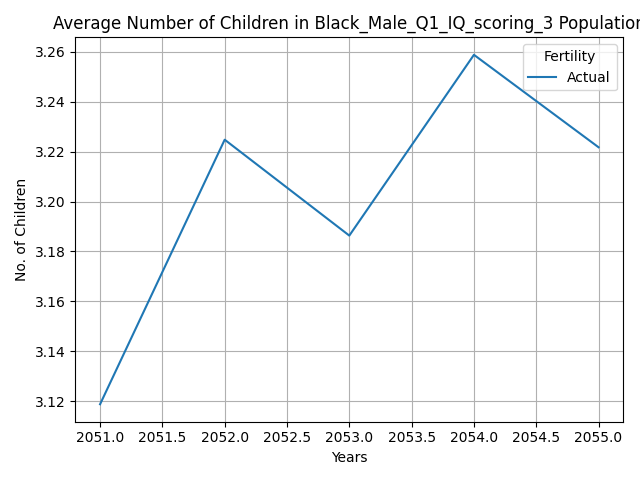 Average Number of Children in Black_Male_Q1_IQ_scoring_3 Population
Fertility
Actual
3.26
3.24
3.22
3.20
3.18
3.16
3.14
3.12
No. of Children
2051.0 2051.5 2052.0 2052.5 2053.0 2053.5 2054.0 2054.5 2055.0
Years